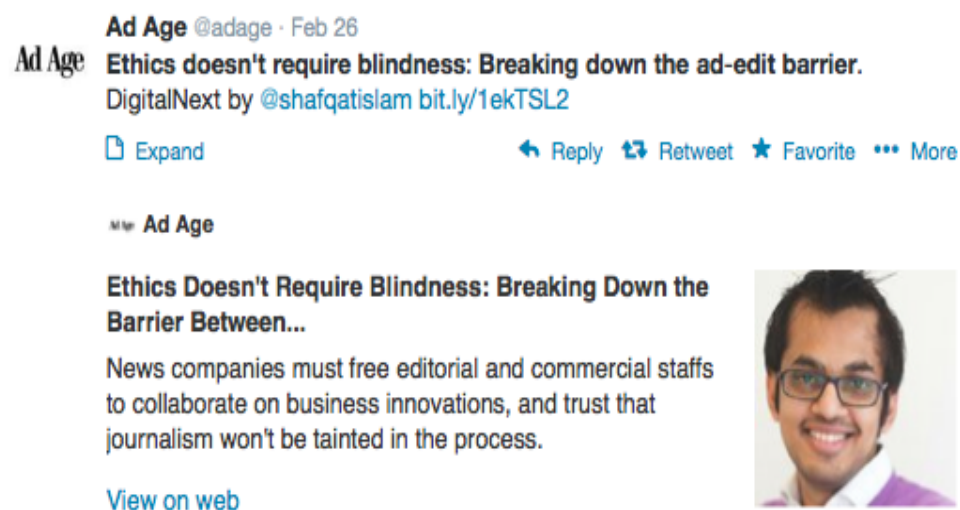 Ad Age @adage · Feb 26
Ad Age
Ethics doesn't require blindness: Breaking down the ad-edit barrier.
DigitalNext by @shafqatislam bit.ly/1ekTSL2
Expand Reply Retweet Favorite ••• More
Ad Age Ad Age
Ethics Doesn't Require Blindness: Breaking Down the
Barrier Between...
News companies must free editorial and commercial staffs
to collaborate on business innovations, and trust that
journalism won't be tainted in the process.
View on web